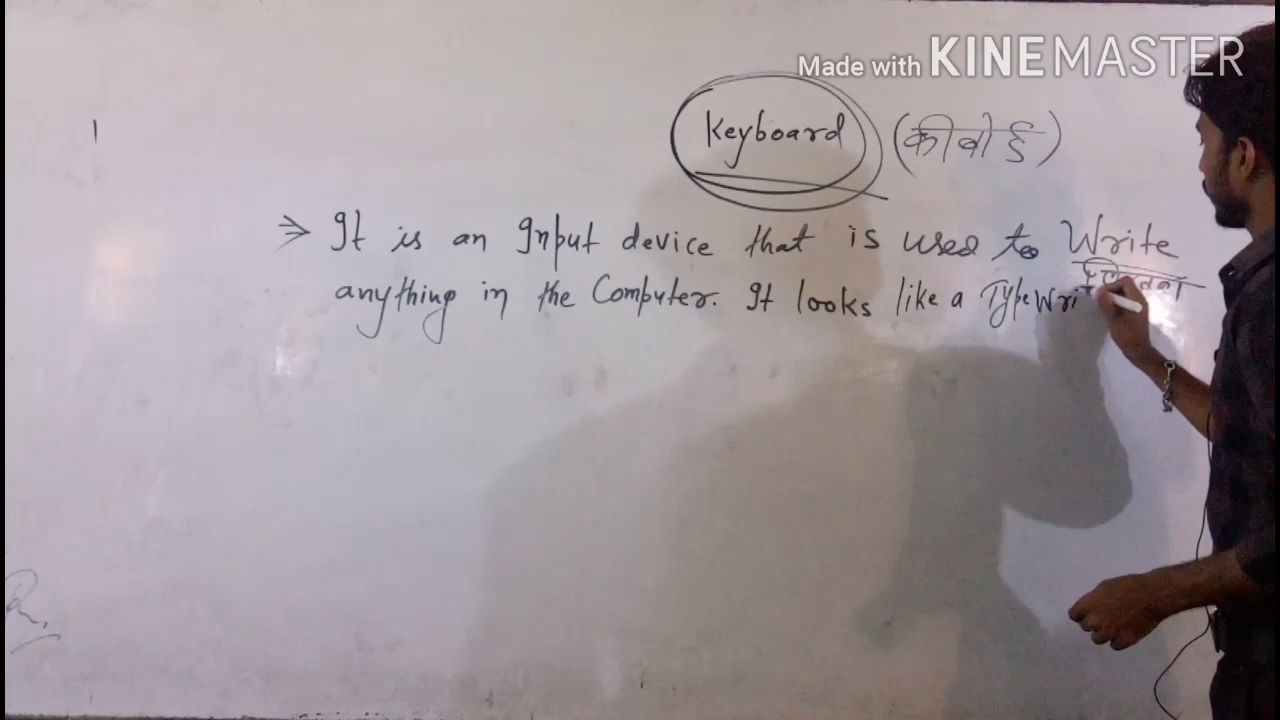 Made with KINEMASTER
Keyboard (कीबोर्ड)
⇒ It is an Input device that is used to Write
anything in the Computer. It looks like a TypeWri